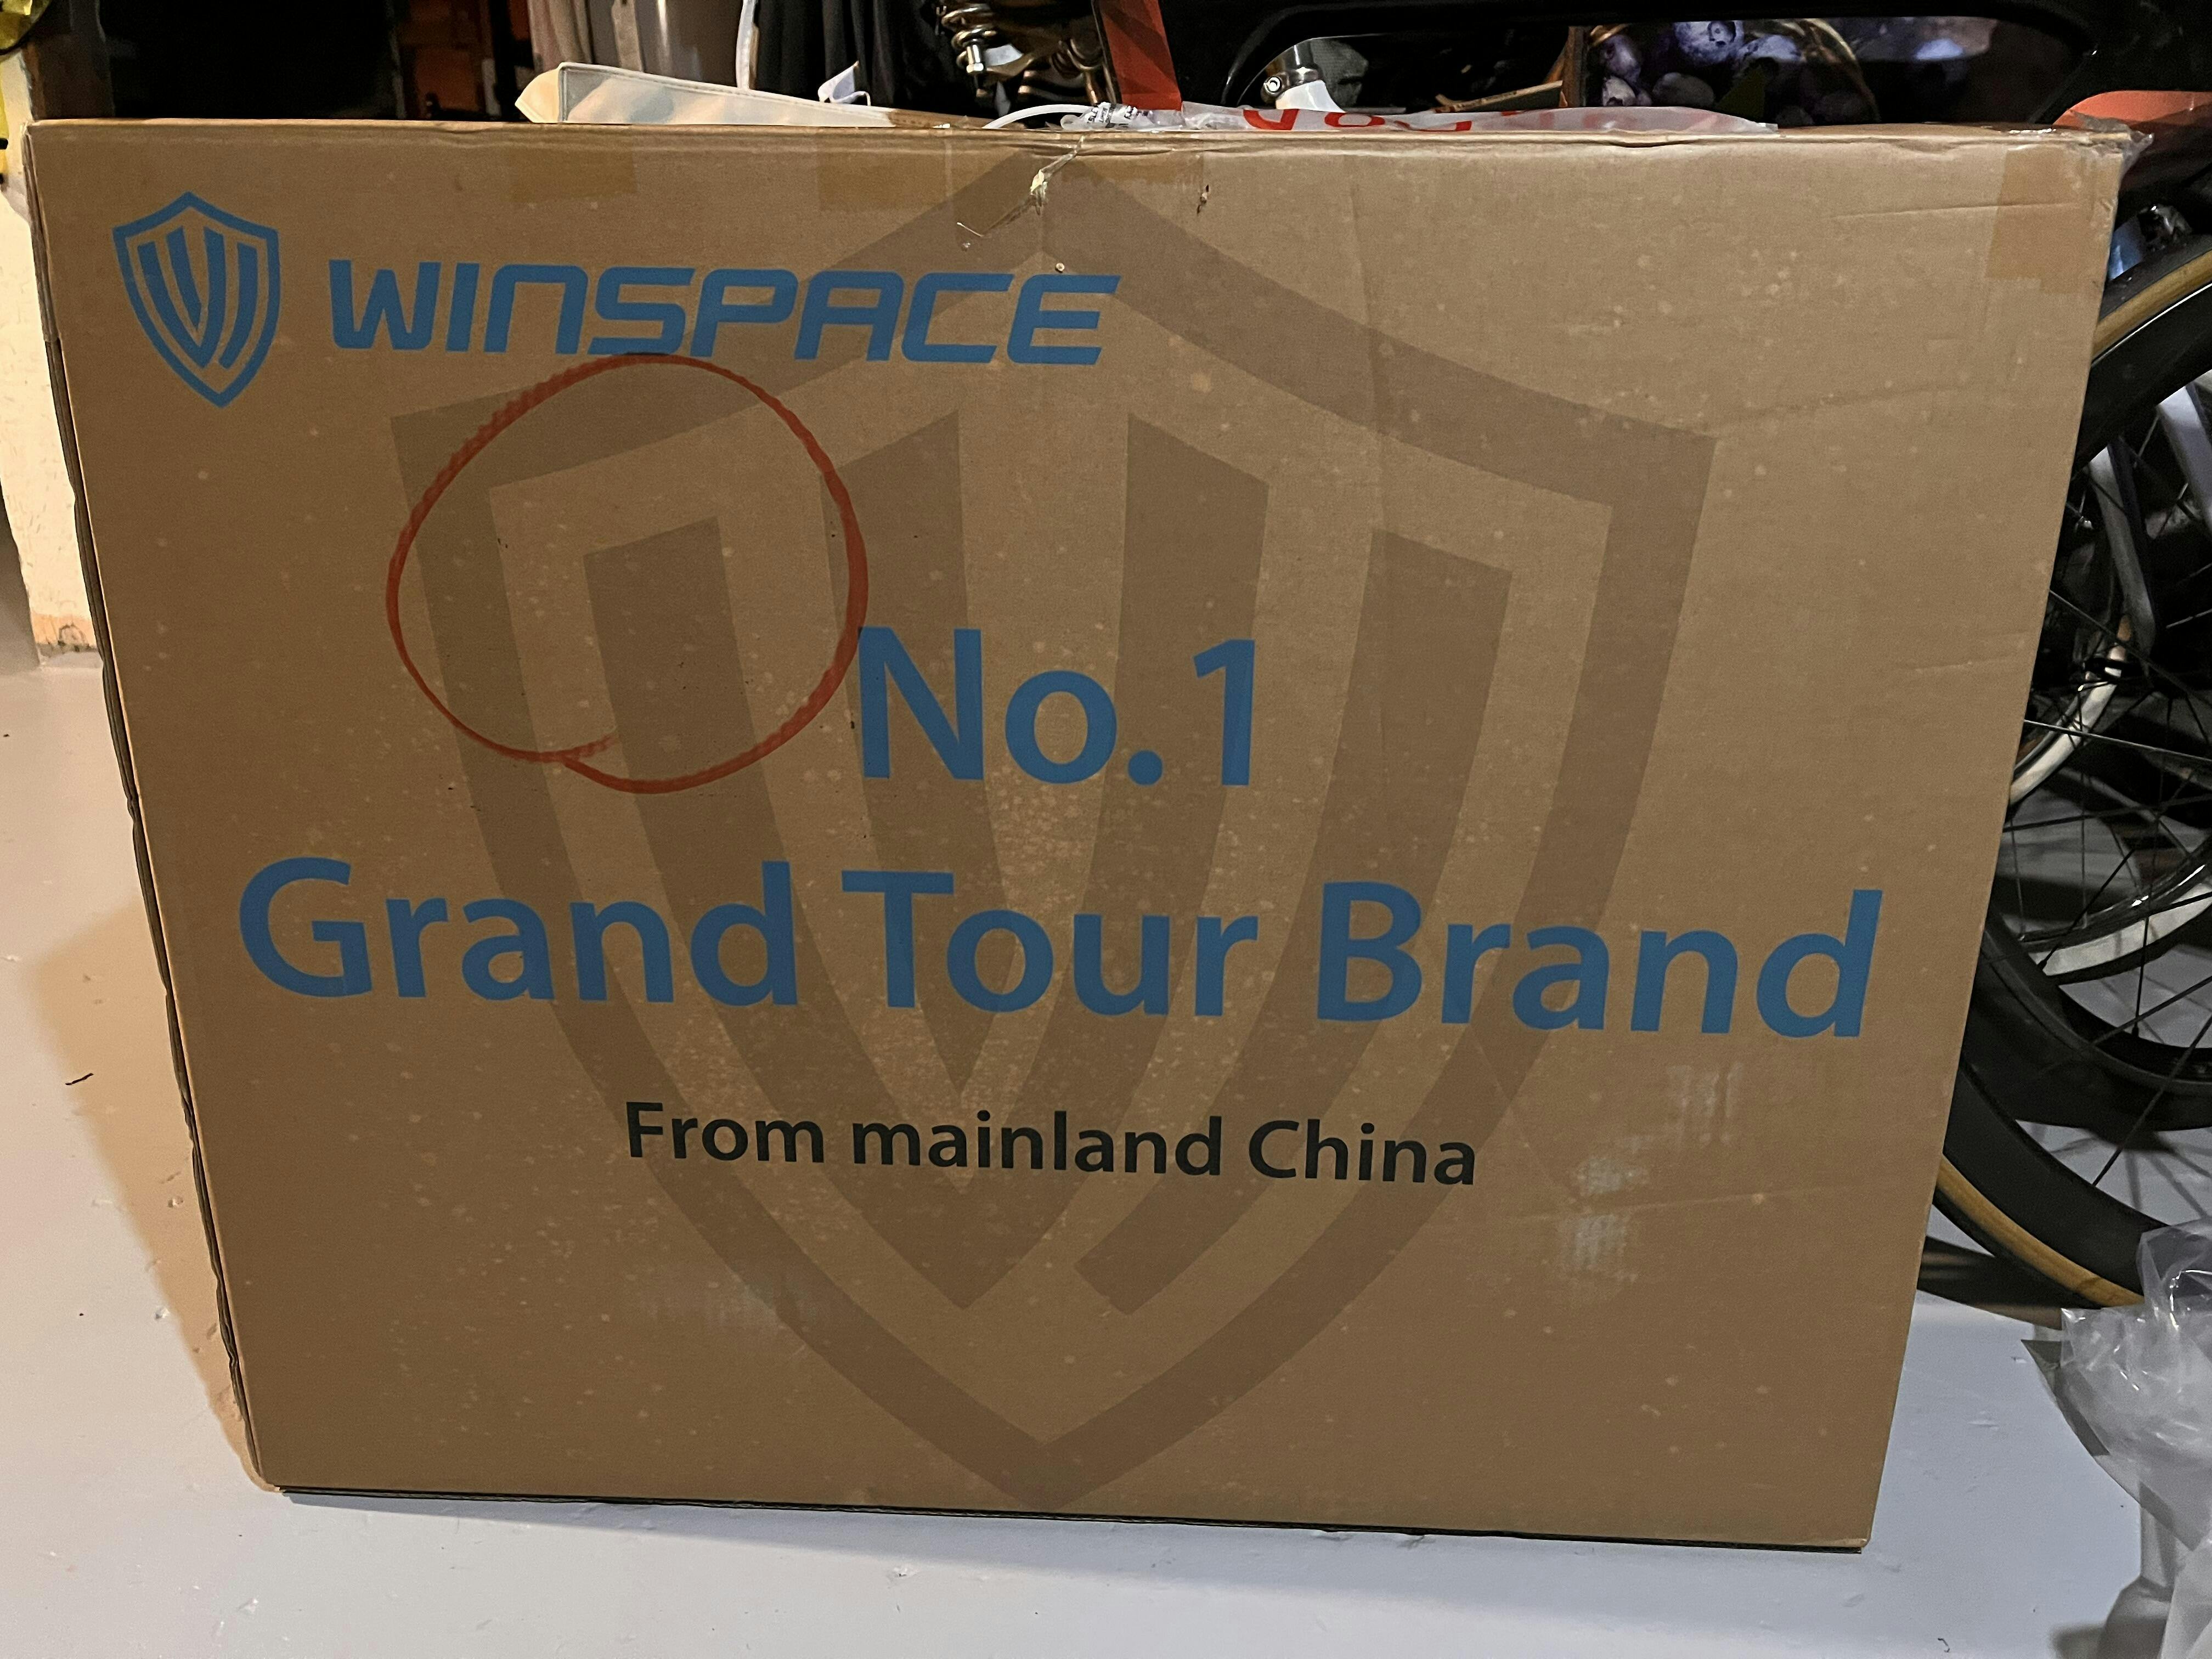 WINSPACE
No.1
Grand Tour Brand
From mainland China